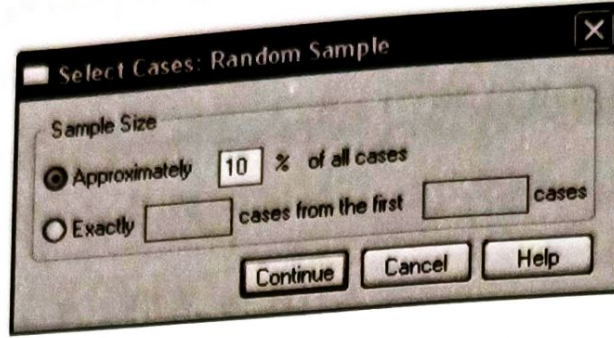 Select Cases: Random Sample
Sample Size
Approximately 10 % of all cases
Exactly cases from the first cases
Continue Cancel Help